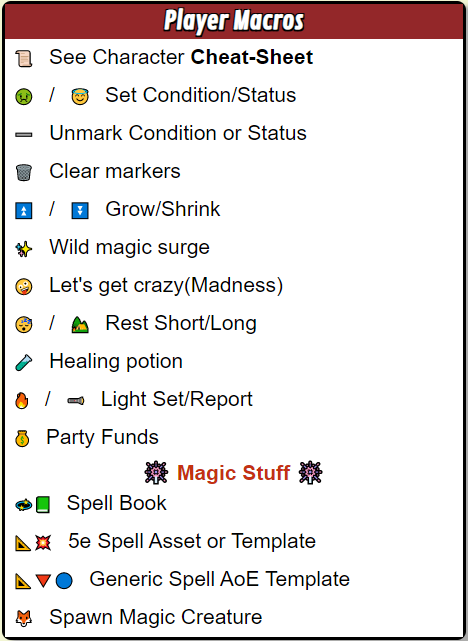 Player Macros
See Character Cheat-Sheet
/ Set Condition/Status
Unmark Condition or Status
Clear markers
/ Grow/Shrink
Wild magic surge
Let's get crazy(Madness)
/ Rest Short/Long
Healing potion
/ Light Set/Report
Party Funds
Magic Stuff
Spell Book
5e Spell Asset or Template
Generic Spell AoE Template
Spawn Magic Creature